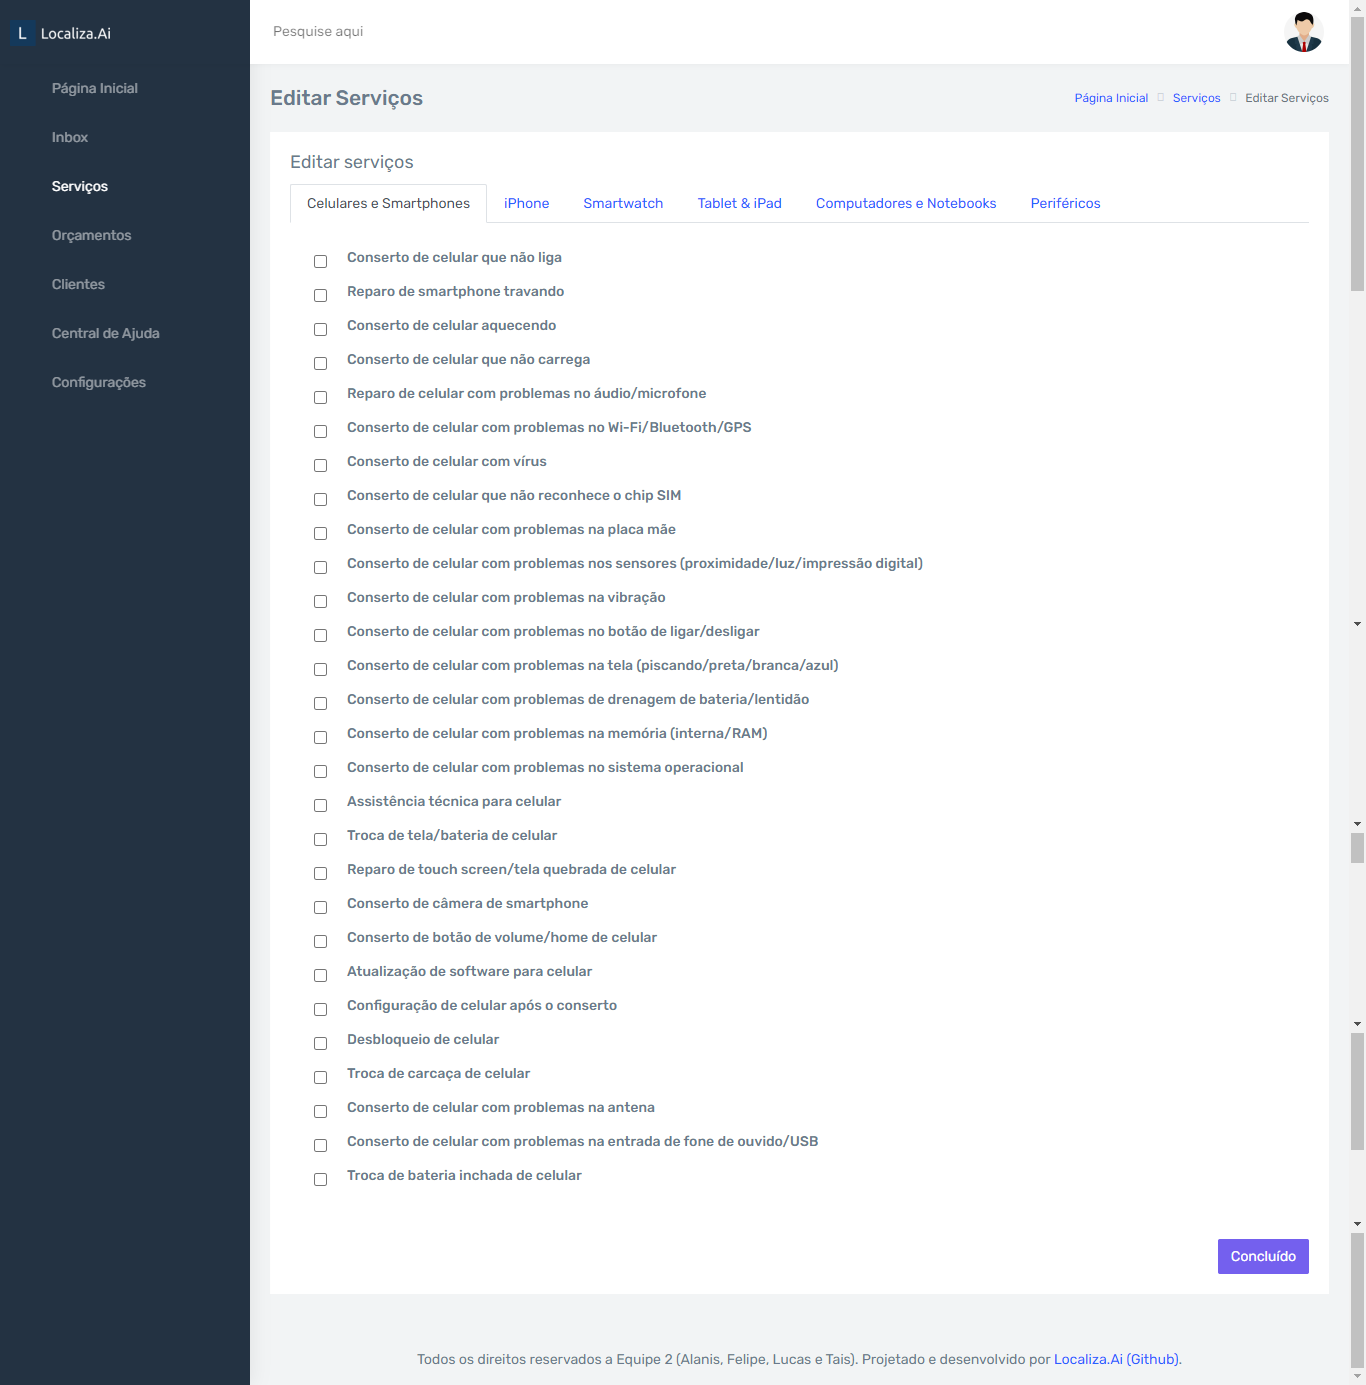 L Localiza.Ai
Pesquise aqui
Página Inicial
Inbox
Serviços
Orçamentos
Clientes
Central de Ajuda
Configurações
Editar Serviços
Página Inicial Serviços Editar Serviços
Editar serviços
Celulares e Smartphones iPhone Smartwatch Tablet & iPad Computadores e Notebooks Periféricos
Conserto de celular que não liga
Reparo de smartphone travando
Conserto de celular aquecendo
Conserto de celular que não carrega
Reparo de celular com problemas no áudio/microfone
Conserto de celular com problemas no Wi-Fi/Bluetooth/GPS
Conserto de celular com vírus
Conserto de celular que não reconhece o chip SIM
Conserto de celular com problemas na placa mãe
Conserto de celular com problemas nos sensores (proximidade/luz/impressão digital)
Conserto de celular com problemas na vibração
Conserto de celular com problemas no botão de ligar/desligar
Conserto de celular com problemas na tela (piscando/preta/branca/azul)
Conserto de celular com problemas de drenagem de bateria/lentidão
Conserto de celular com problemas na memória (interna/RAM)
Conserto de celular com problemas no sistema operacional
Assistência técnica para celular
Troca de tela/bateria de celular
Reparo de touch screen/tela quebrada de celular
Conserto de câmera de smartphone
Conserto de botão de volume/home de celular
Atualização de software para celular
Configuração de celular após o conserto
Desbloqueio de celular
Troca de carcaça de celular
Conserto de celular com problemas na antena
Conserto de celular com problemas na entrada de fone de ouvido/USB
Troca de bateria inchada de celular
Concluído
Todos os direitos reservados a Equipe 2 (Alanis, Felipe, Lucas e Tais). Projetado e desenvolvido por Localiza.Ai (Github).